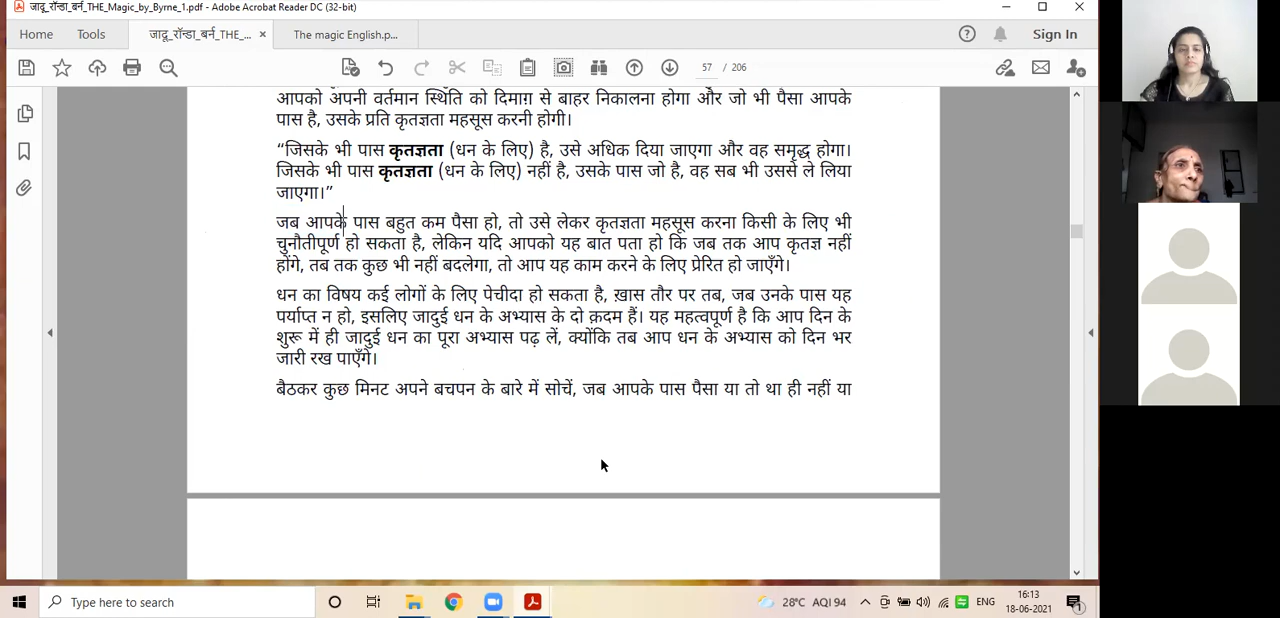 जादू_रॉन्डा_बर्न_THE_Magic_by_Byrne_1.pdf - Adobe Acrobat Reader DC (32-bit)
Home Tools जादू_रॉन्डा_बर्न_THE_... × The magic English.p... Sign In
57 / 206
आपको अपनी वर्तमान स्थिति को दिमाग़ से बाहर निकालना होगा और जो भी पैसा आपके
पास है, उसके प्रति कृतज्ञता महसूस करनी होगी।
“जिसके भी पास कृतज्ञता (धन के लिए) है, उसे अधिक दिया जाएगा और वह समृद्ध होगा।
जिसके भी पास कृतज्ञता (धन के लिए) नहीं है, उसके पास जो है, वह सब भी उससे ले लिया
जाएगा।”
जब आपके पास बहुत कम पैसा हो, तो उसे लेकर कृतज्ञता महसूस करना किसी के लिए भी
चुनौतीपूर्ण हो सकता है, लेकिन यदि आपको यह बात पता हो कि जब तक आप कृतज्ञ नहीं
होंगे, तब तक कुछ भी नहीं बदलेगा, तो आप यह काम करने के लिए प्रेरित हो जाएँगे।
धन का विषय कई लोगों के लिए पेचीदा हो सकता है, ख़ास तौर पर तब, जब उनके पास यह
पर्याप्त न हो, इसलिए जादुई धन के अभ्यास के दो क़दम हैं। यह महत्वपूर्ण है कि आप दिन के
शुरू में ही जादुई धन का पूरा अभ्यास पढ़ लें, क्योंकि तब आप धन के अभ्यास को दिन भर
जारी रख पाएँगे।
बैठकर कुछ मिनट अपने बचपन के बारे में सोचें, जब आपके पास पैसा या तो था ही नहीं या
Type here to search 28°C AQI 94 ENG 16:13
18-06-2021